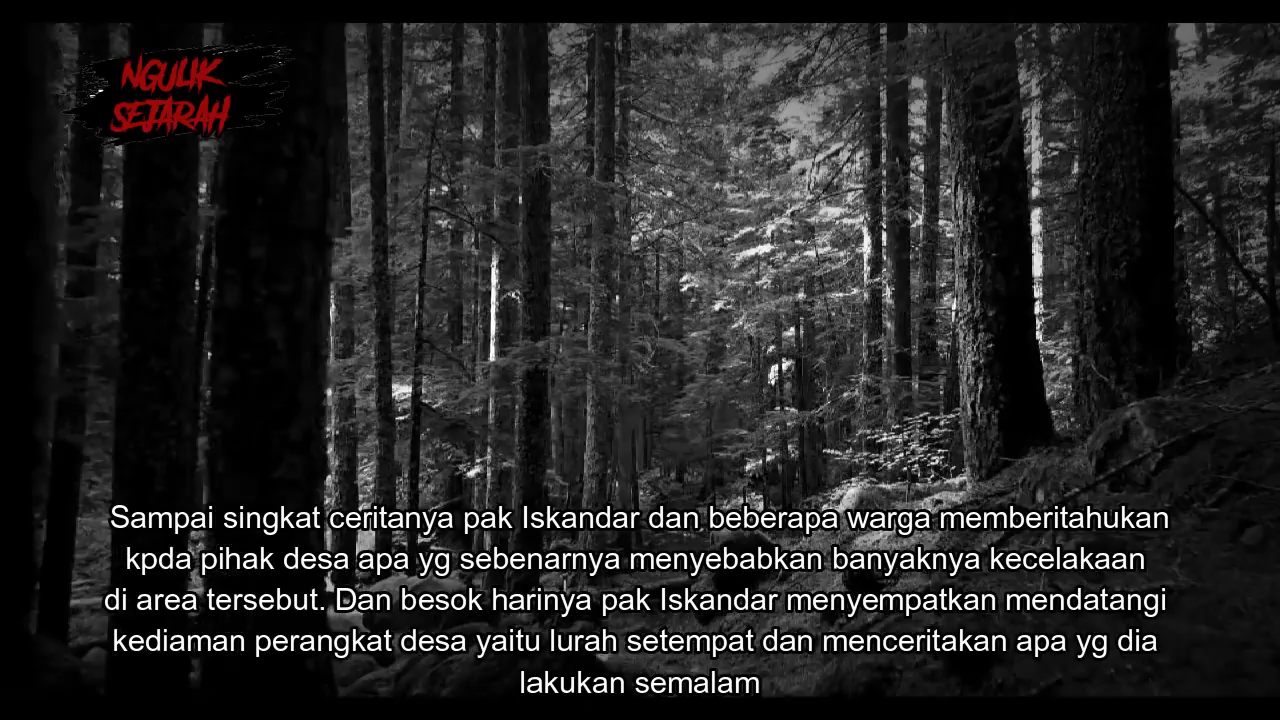 NGULIK
SEJARAH
Sampai singkat ceritanya pak Iskandar dan beberapa warga memberitahukan
kpda pihak desa apa yg sebenarnya menyebabkan banyaknya kecelakaan
di area tersebut. Dan besok harinya pak Iskandar menyempatkan mendatangi
kediaman perangkat desa yaitu lurah setempat dan menceritakan apa yg dia
lakukan semalam